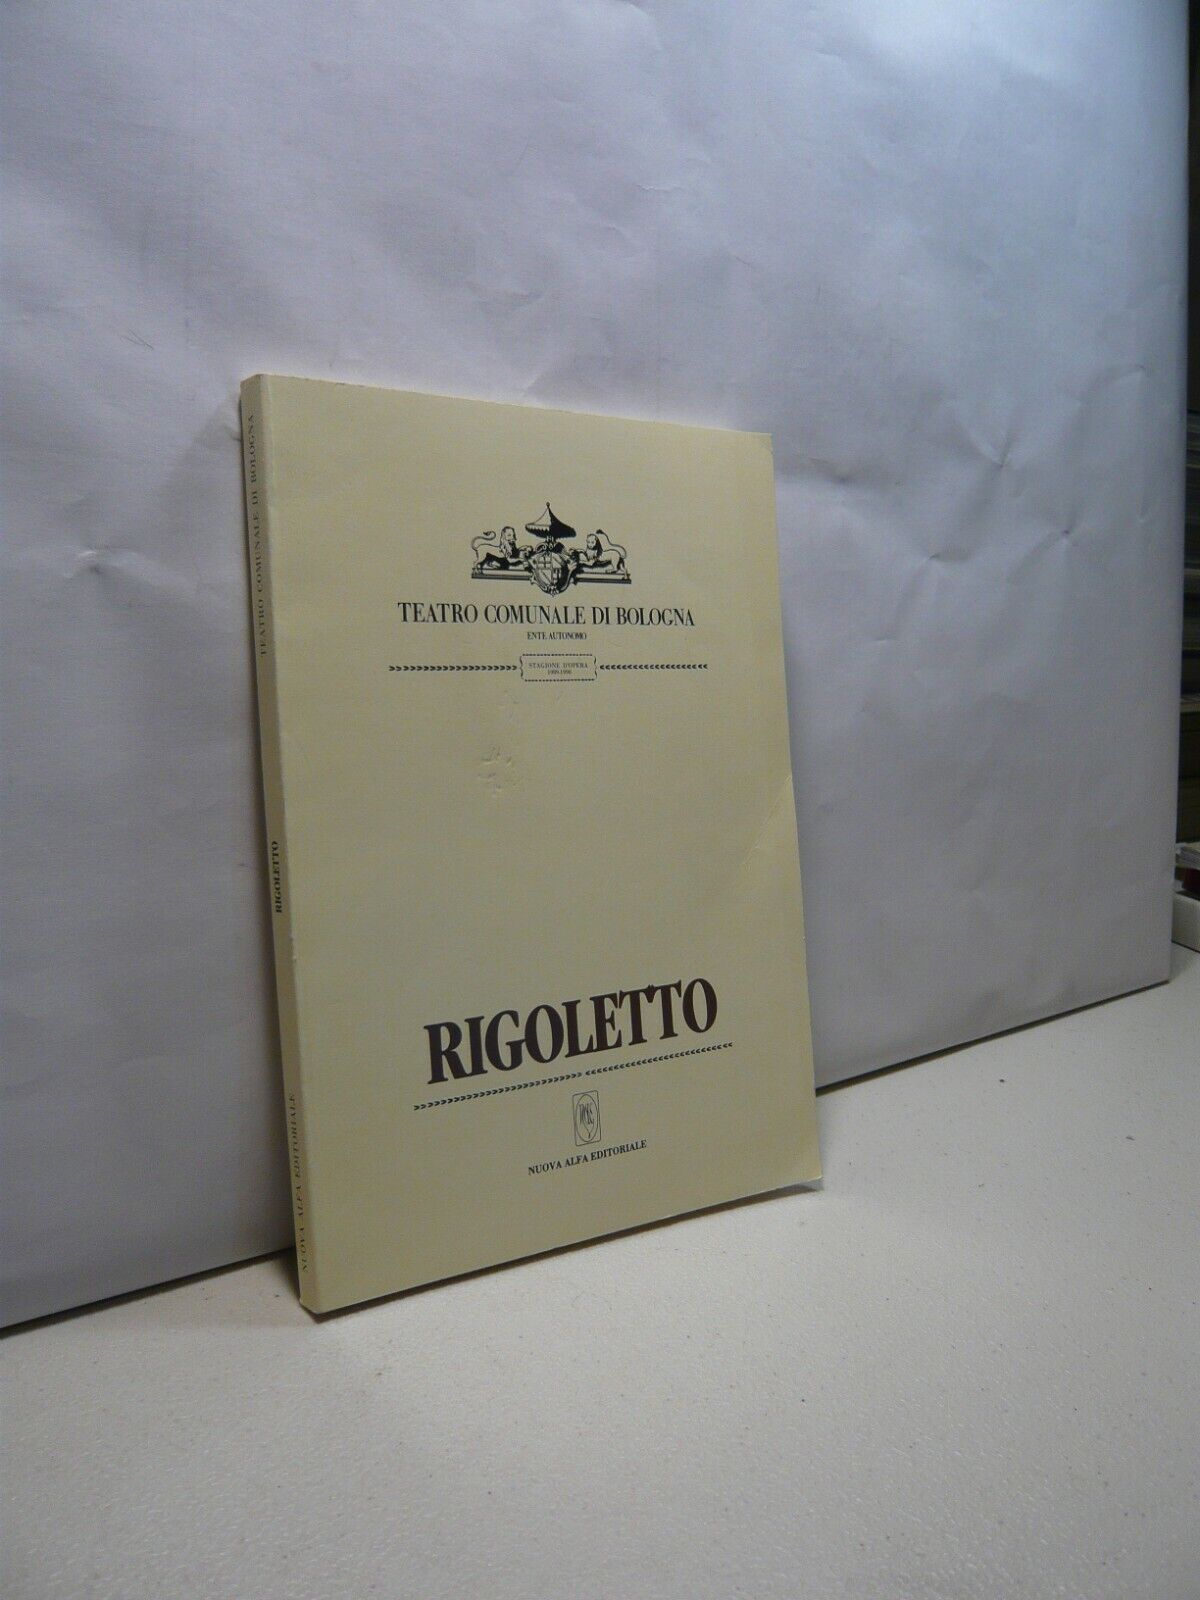 TEATRO COMUNALE DI BOLOGNA
ENTE AUTONOMO
STAGIONE D'OPERA
RIGOLETTO
NUOVA ALFA EDITORIALE
TEATRO COMUNALE DI BOLOGNA
RIGOLETTO
NUOVA ALFA EDITORIALE